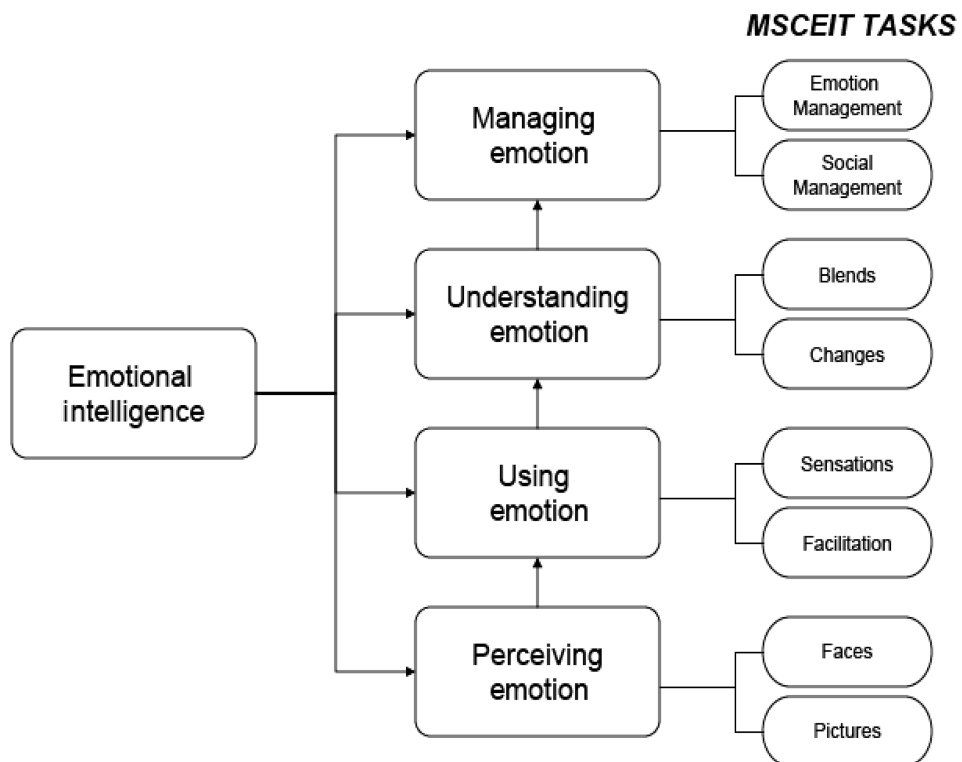 MSCEIT TASKS
Emotional
intelligence
Managing
emotion
Emotion
Management
Social
Management
Understanding
emotion
Blends
Changes
Using
emotion
Sensations
Facilitation
Perceiving
emotion
Faces
Pictures